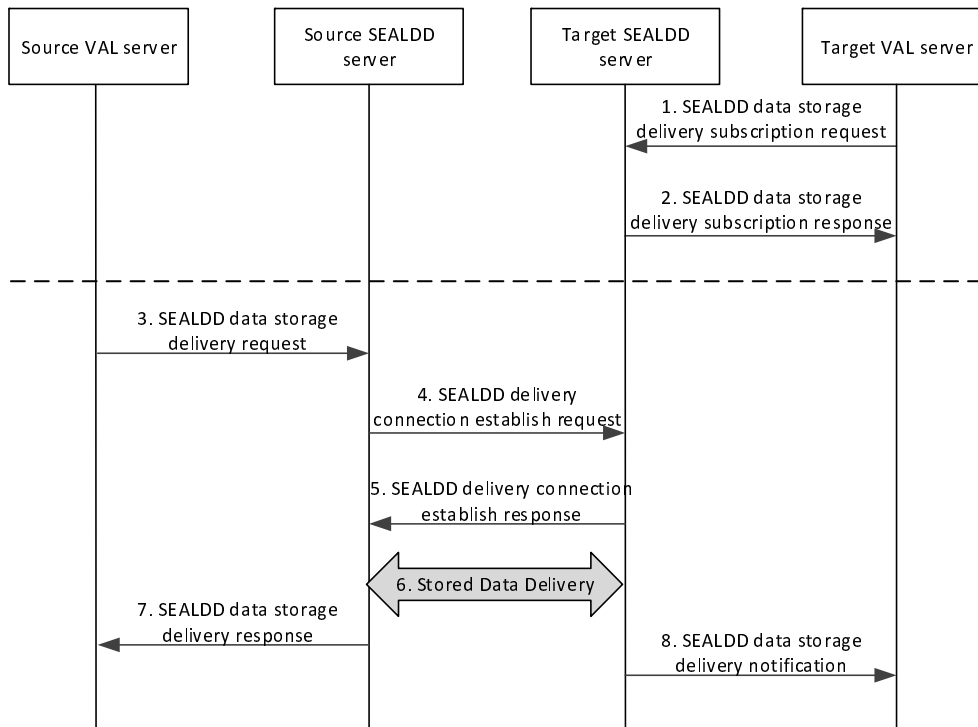 Source VAL server
Source SEALDD
server
Target SEALDD
server
Target VAL server
1. SEALDD data storage
delivery subscription request
2. SEALDD data storage
delivery subscription response
3. SEALDD data storage
delivery request
4. SEALDD delivery
connection establish request
5. SEALDD delivery connection
establish response
6. Stored Data Delivery
7. SEALDD data storage
delivery response
8. SEALDD data storage
delivery notification